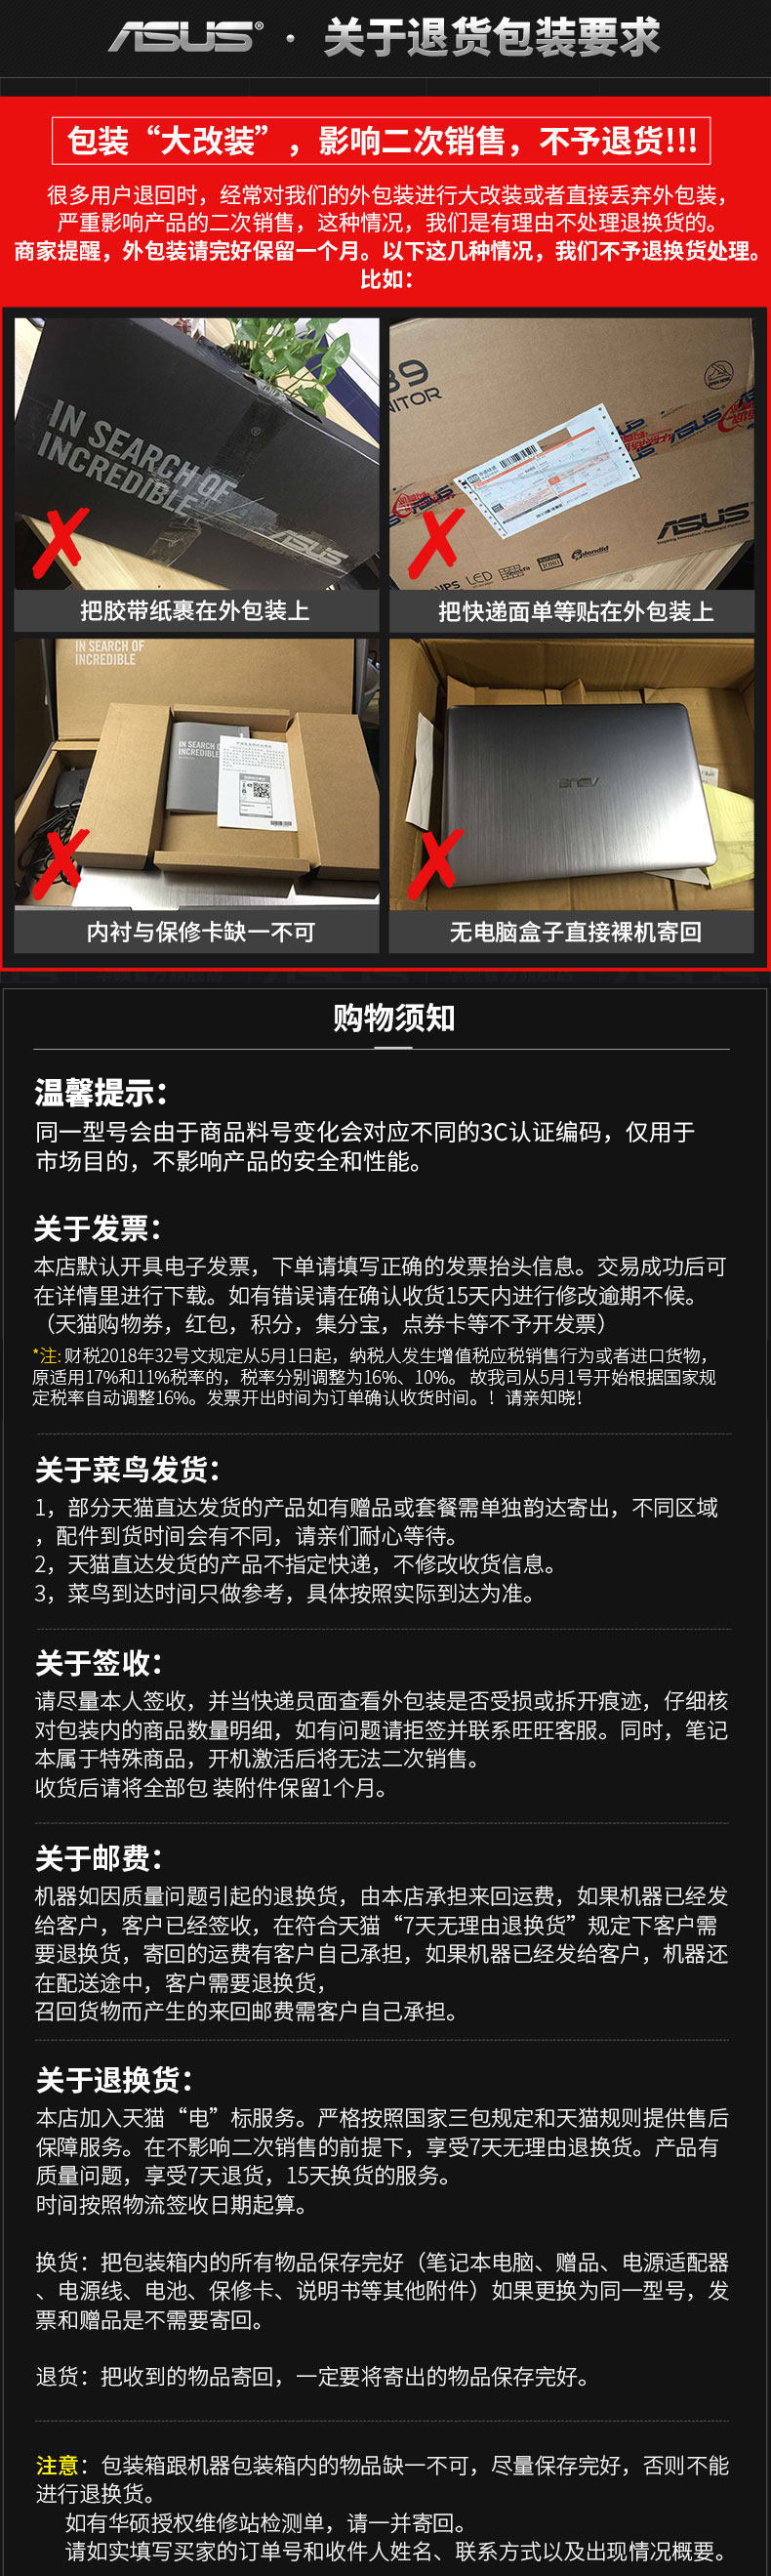 ASUS® · 关于退货包装要求
包装“大改装”，影响二次销售，不予退货!!!
很多用户退回时，经常对我们的外包装进行大改装或者直接丢弃外包装，
严重影响产品的二次销售，这种情况，我们是有理由不处理退换货的。
商家提醒，外包装请完好保留一个月。以下这几种情况，我们不予退换货处理。
比如：
IN SEARCH OF
INCREDIBLE
ASUS
把胶带纸裹在外包装上
39
NITOR
ASUS
LED
Splendid
把快递面单等贴在外包装上
IN SEARCH OF
INCREDIBLE
IN SEARCH
INCREDIBLE
内衬与保修卡缺一不可
ASUS
无电脑盒子直接裸机寄回
购物须知
温馨提示：
同一型号会由于商品料号变化会对应不同的3C认证编码，仅用于
市场目的，不影响产品的安全和性能。
关于发票：
本店默认开具电子发票，下单请填写正确的发票抬头信息。交易成功后可
在详情里进行下载。如有错误请在确认收货15天内进行修改逾期不候。
（天猫购物券，红包，积分，集分宝，点券卡等不予开发票）
*注: 财税2018年32号文规定从5月1日起，纳税人发生增值税应税销售行为或者进口货物，
原适用17%和11%税率的，税率分别调整为16%、10%。 故我司从5月1号开始根据国家规
定税率自动调整16%。发票开出时间为订单确认收货时间。！请亲知晓!
关于菜鸟发货：
1，部分天猫直达发货的产品如有赠品或套餐需单独韵达寄出，不同区域
，配件到货时间会有不同，请亲们耐心等待。
2，天猫直达发货的产品不指定快递，不修改收货信息。
3，菜鸟到达时间只做参考，具体按照实际到达为准。
关于签收：
请尽量本人签收，并当快递员面查看外包装是否受损或拆开痕迹，仔细核
对包装内的商品数量明细，如有问题请拒签并联系旺旺客服。同时，笔记
本属于特殊商品，开机激活后将无法二次销售。
收货后请将全部包 装附件保留1个月。
关于邮费：
机器如因质量问题引起的退换货，由本店承担来回运费，如果机器已经发
给客户，客户已经签收，在符合天猫“7天无理由退换货”规定下客户需
要退换货，寄回的运费有客户自己承担，如果机器已经发给客户，机器还
在配送途中，客户需要退换货，
召回货物而产生的来回邮费需客户自己承担。
关于退换货：
本店加入天猫“电”标服务。严格按照国家三包规定和天猫规则提供售后
保障服务。在不影响二次销售的前提下，享受7天无理由退换货。产品有
质量问题，享受7天退货，15天换货的服务。
时间按照物流签收日期起算。
换货：把包装箱内的所有物品保存完好（笔记本电脑、赠品、电源适配器
、电源线、电池、保修卡、说明书等其他附件）如果更换为同一型号，发
票和赠品是不需要寄回。
退货：把收到的物品寄回，一定要将寄出的物品保存完好。
注意：包装箱跟机器包装箱内的物品缺一不可，尽量保存完好，否则不能
进行退换货。
如有华硕授权维修站检测单，请一并寄回。
请如实填写买家的订单号和收件人姓名、联系方式以及出现情况概要。